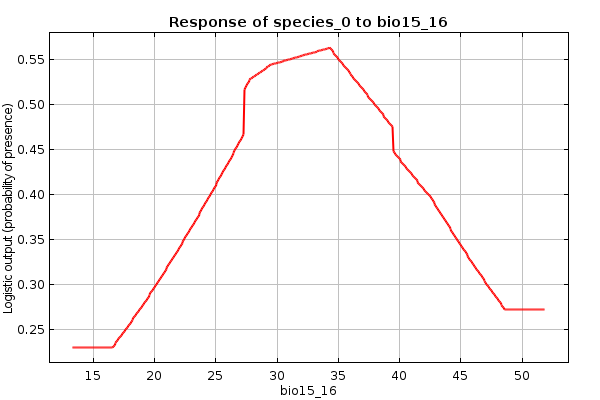 Response of species_0 to bio15_16
Logistic output (probability of presence)
0.55
0.50
0.45
0.40
0.35
0.30
0.25
15 20 25 30 35 40 45 50
bio15_16